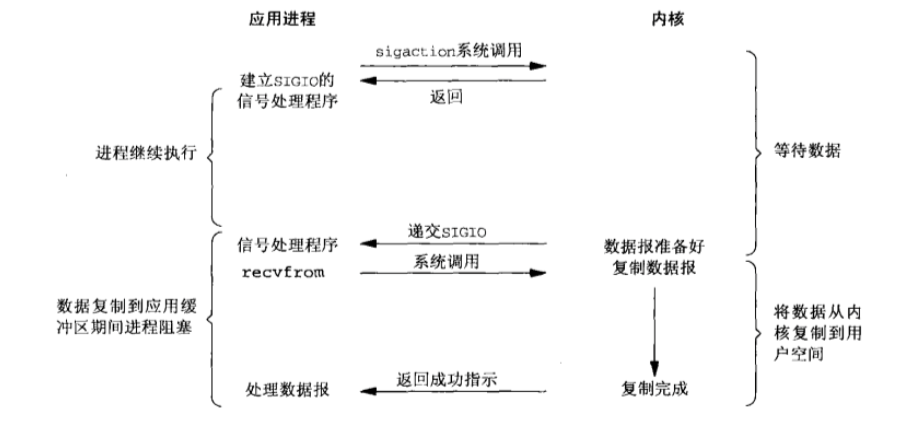 应用进程
内核
sigaction系统调用
建立SIGIO的
信号处理程序
返回
进程继续执行
等待数据
递交SIGIO
信号处理程序
数据报准备好
recvfrom
系统调用
复制数据报
数据复制到应用缓
冲区期间进程阻塞
将数据从内
核复制到用
户空间
返回成功指示
处理数据报
复制完成